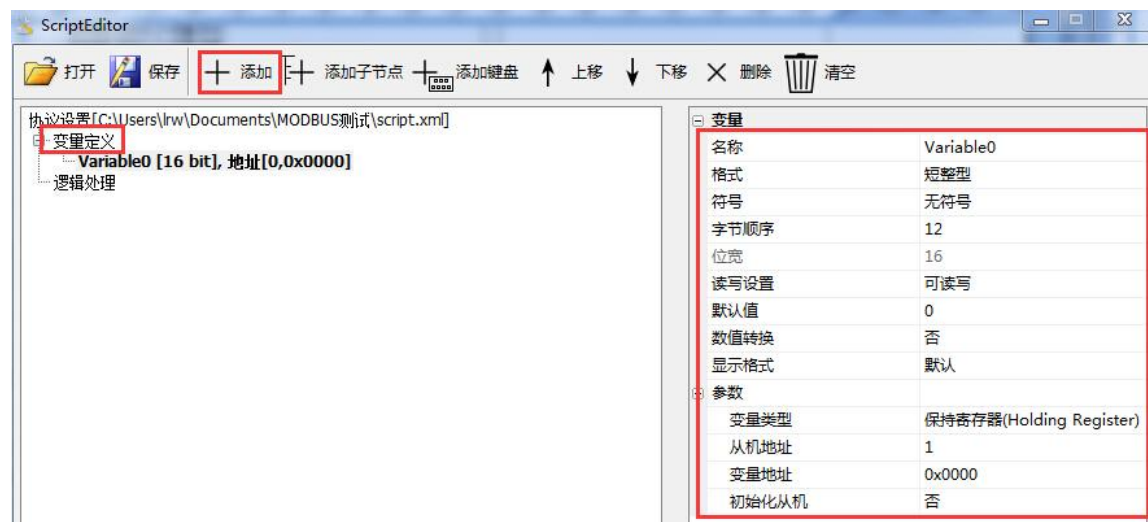 ScriptEditor
打开 保存 添加 添加子节点 添加键盘 上移 下移 删除 清空
协议设置[C:\Users\lrw\Documents\MODBUS测试\script.xml]
变量定义
Variable0 [16 bit], 地址[0,0x0000]
逻辑处理
变量
名称 Variable0
格式 短整型
符号 无符号
字节顺序 12
位宽 16
读写设置 可读写
默认值 0
数值转换 否
显示格式 默认
参数
变量类型 保持寄存器(Holding Register)
从机地址 1
变量地址 0x0000
初始化从机 否